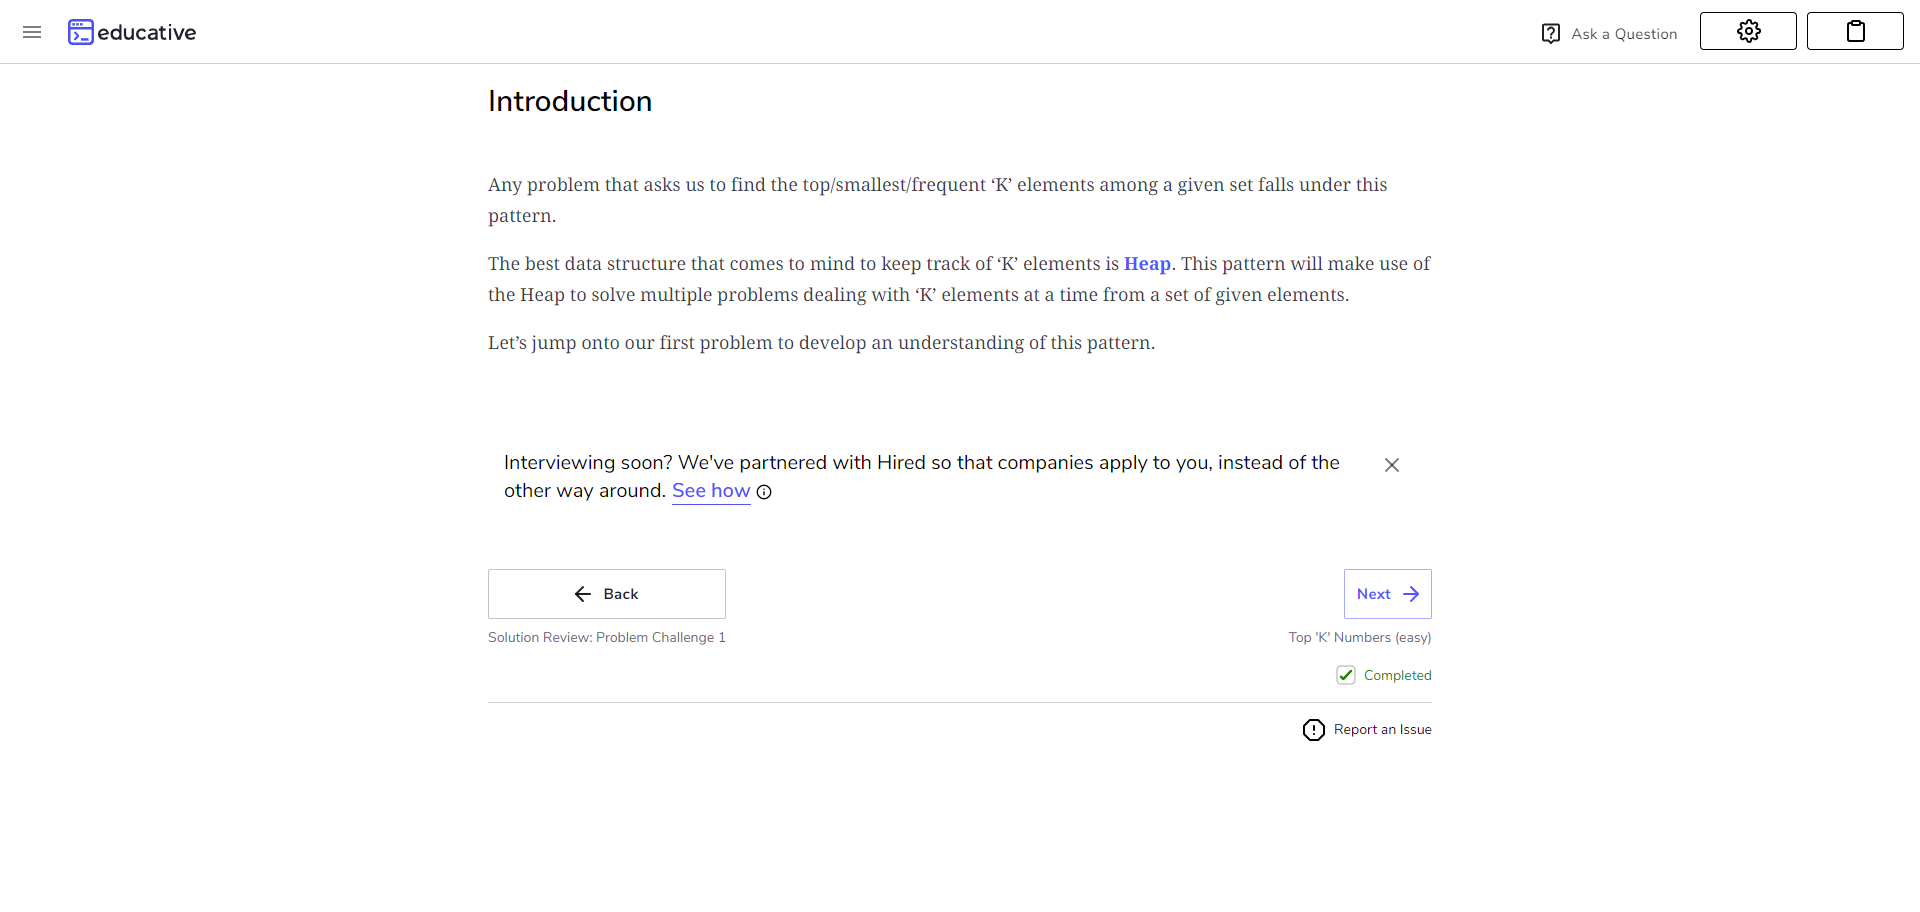 educative
Ask a Question
Introduction
Any problem that asks us to find the top/smallest/frequent ‘K’ elements among a given set falls under this
pattern.
The best data structure that comes to mind to keep track of ‘K’ elements is Heap. This pattern will make use of
the Heap to solve multiple problems dealing with ‘K’ elements at a time from a set of given elements.
Let’s jump onto our first problem to develop an understanding of this pattern.
Interviewing soon? We've partnered with Hired so that companies apply to you, instead of the
other way around. See how
Back
Next
Solution Review: Problem Challenge 1
Top 'K' Numbers (easy)
Completed
Report an Issue